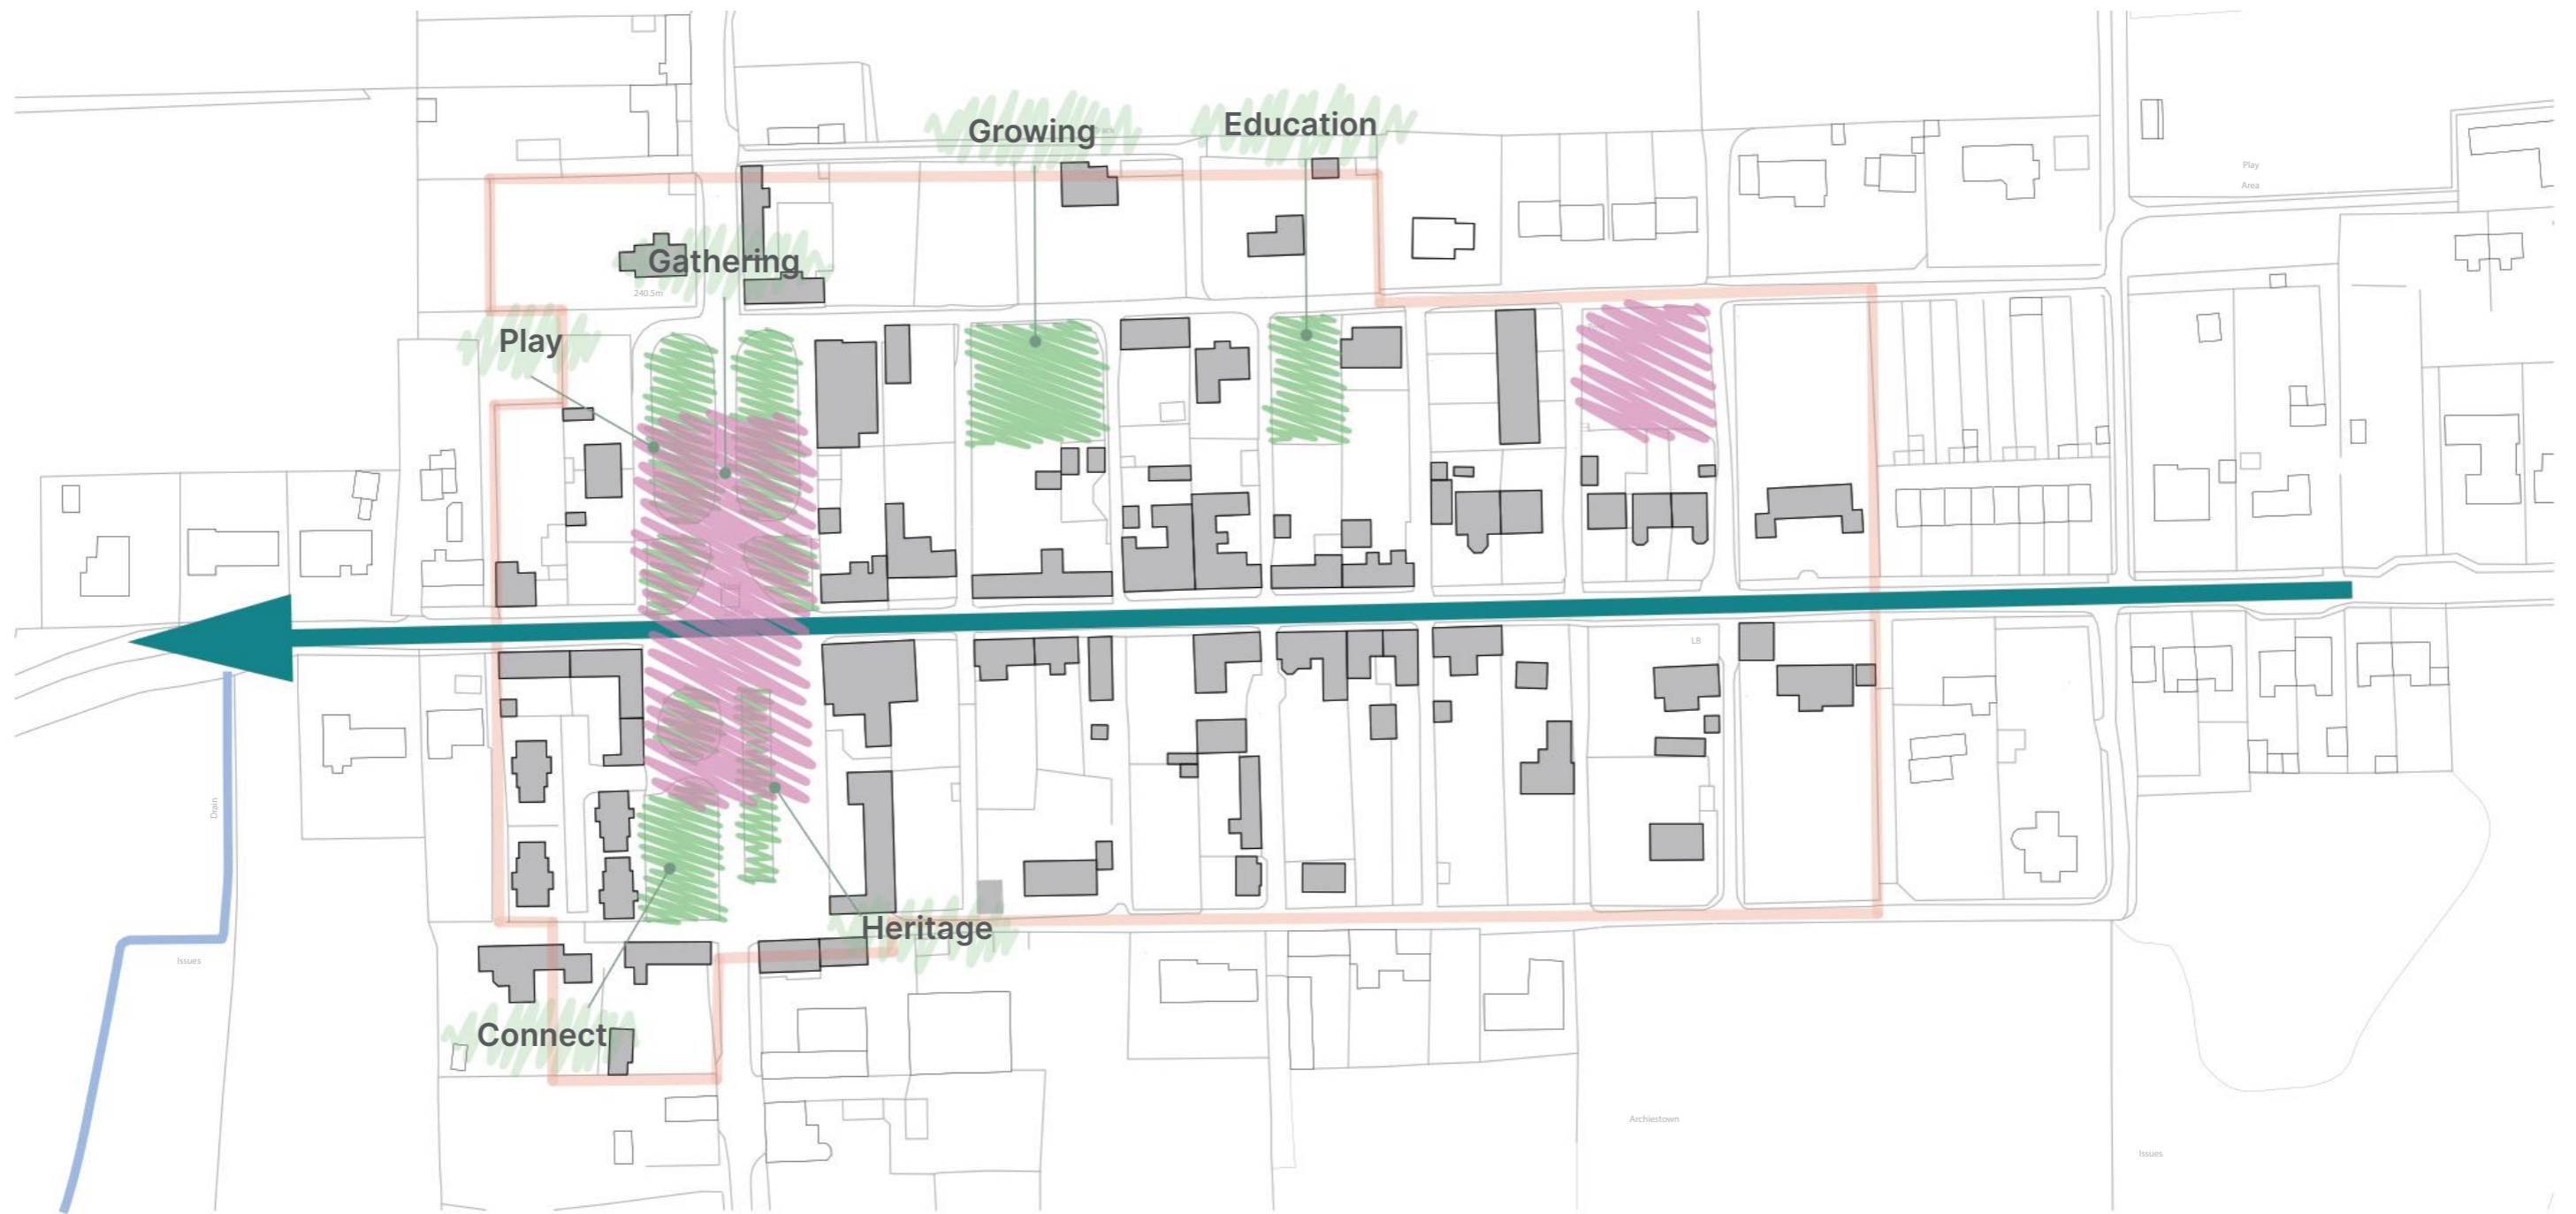 Growing
Education
Play
Area
Gathering
240.5m
Play
LB
Drain
Heritage
Issues
Connect
Archiestown
Issues